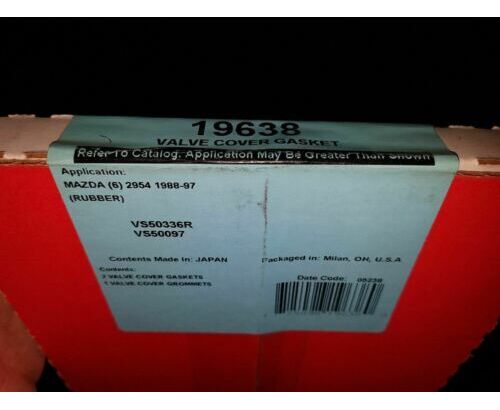 19638
VALVE COVER GASKET
Refer To Catalog. Application May Be Greater Than Shown
Application:
MAZDA (6) 2954 1988-97
(RUBBER)
VS50336R
VS50097
Contents Made in: JAPAN
Packaged in: Milan, OH, U.S.A
Contents:
2 VALVE COVER GASKETS
1 VALVE COVER GROMMETS
Date Code: 05238